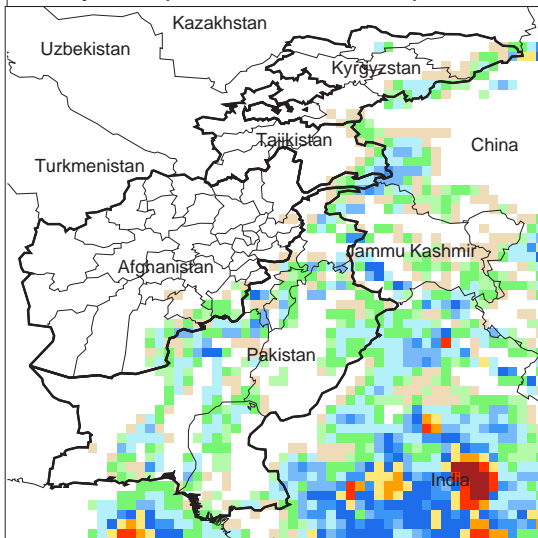 Kazakhstan
Uzbekistan
Kyrgyzstan
Tajikistan
China
Turkmenistan
Jammu Kashmir
Afghanistan
Pakistan
India